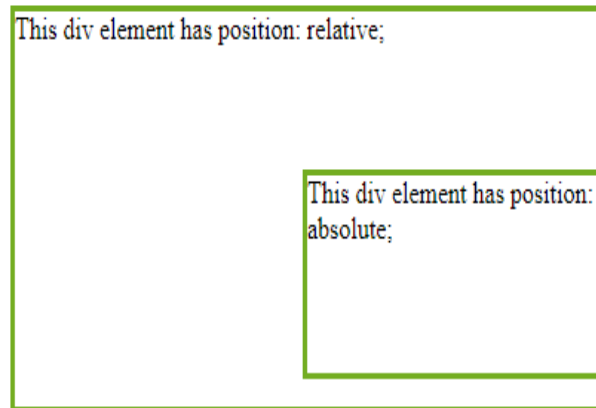 This div element has position: relative;
This div element has position:
absolute;